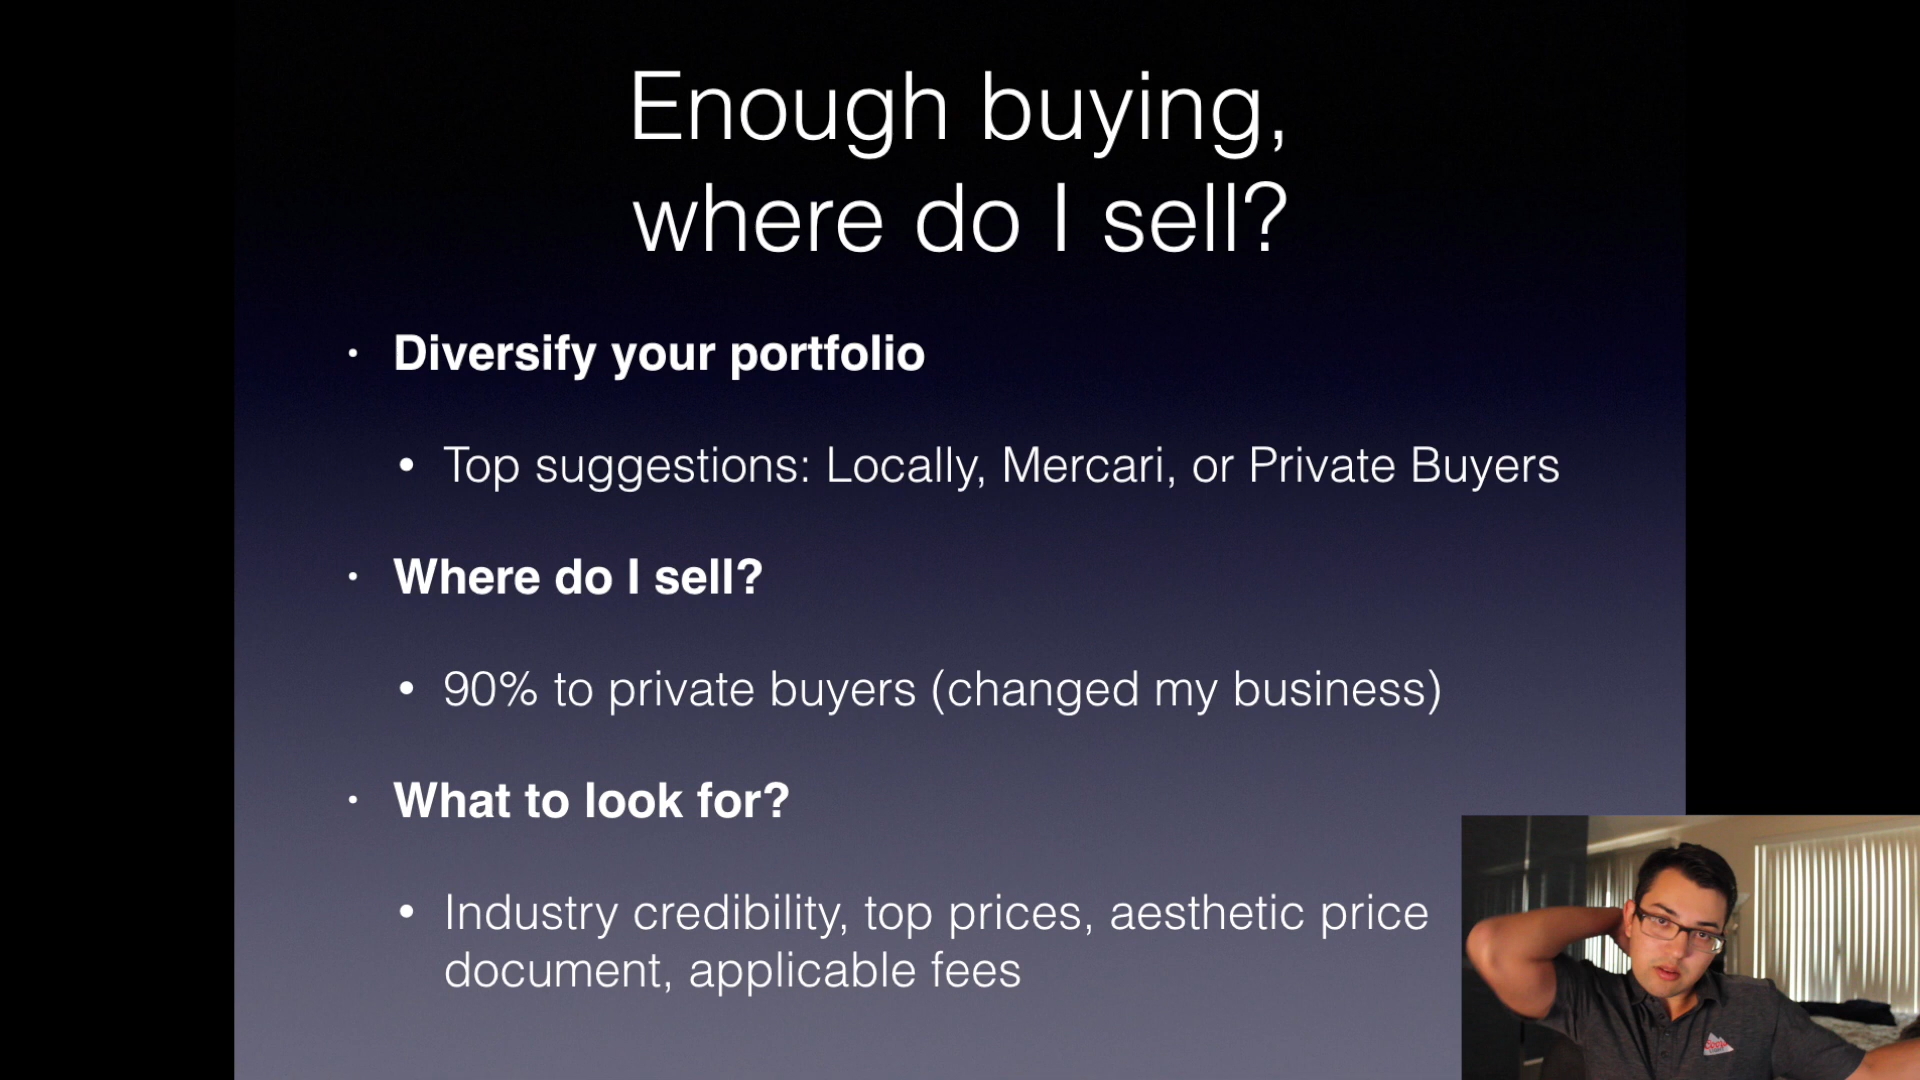 Enough buying,
where do I sell?
• Diversify your portfolio
• Top suggestions: Locally, Mercari, or Private Buyers
• Where do I sell?
• 90% to private buyers (changed my business)
• What to look for?
• Industry credibility, top prices, aesthetic price
document, applicable fees